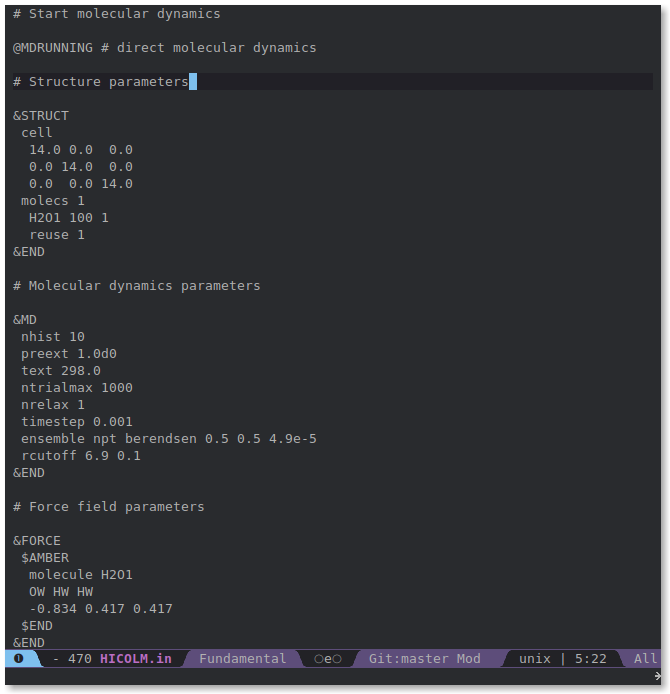 # Start molecular dynamics
@MDRUNNING # direct molecular dynamics
# Structure parameters
&STRUCT
cell
14.0 0.0  0.0
0.0 14.0  0.0
0.0  0.0 14.0
molecs 1
H2O1 100 1
reuse 1
&END
# Molecular dynamics parameters
&MD
nhist 10
preext 1.0d0
text 298.0
ntrialmax 1000
nrelax 1
timestep 0.001
ensemble npt berendsen 0.5 0.5 4.9e-5
rcutoff 6.9 0.1
&END
# Force field parameters
&FORCE
$AMBER
molecule H2O1
OW HW HW
-0.834 0.417 0.417
$END
&END
❶ - 470 HICOLM.in Fundamental ○e○ Git:master Mod unix | 5:22 All